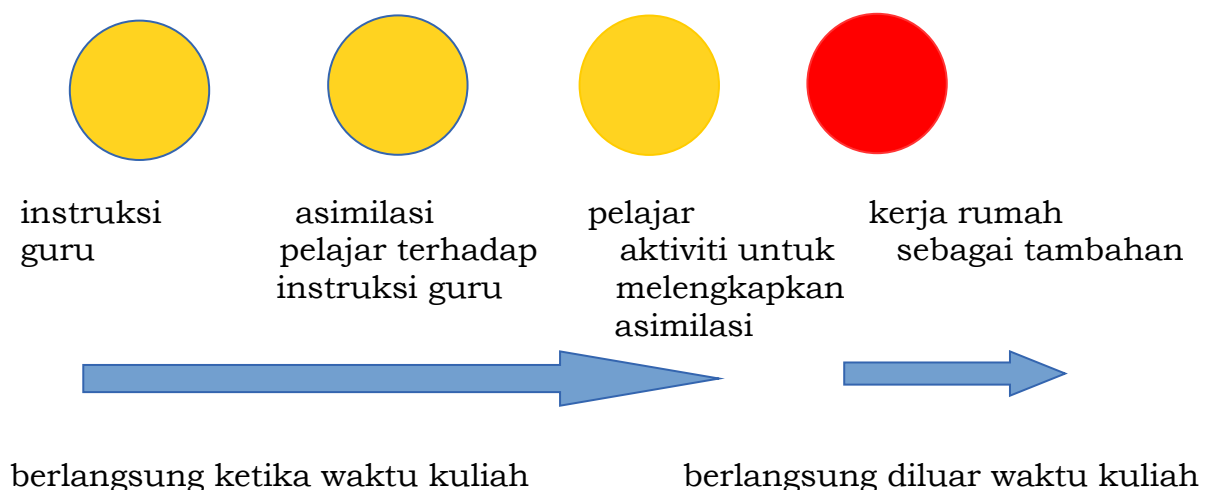 instruksi
guru
asimilasi
pelajar terhadap
instruksi guru
pelajar
aktiviti untuk
melengkapkan
asimilasi
kerja rumah
sebagai tambahan
berlangsung ketika waktu kuliah
berlangsung diluar waktu kuliah